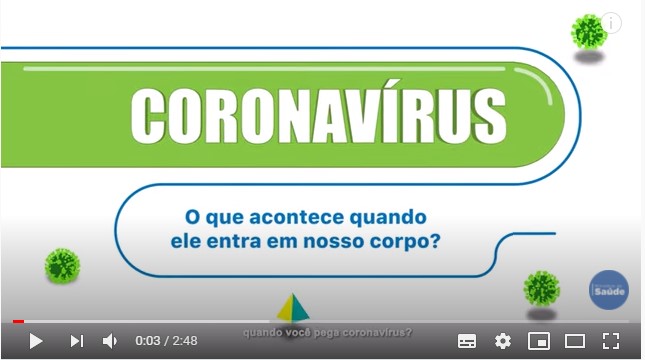 CORONAVÍRUS
O que acontece quando
ele entra em nosso corpo?
Saúde
quando você pega coronavírus?
0:03 / 2:48